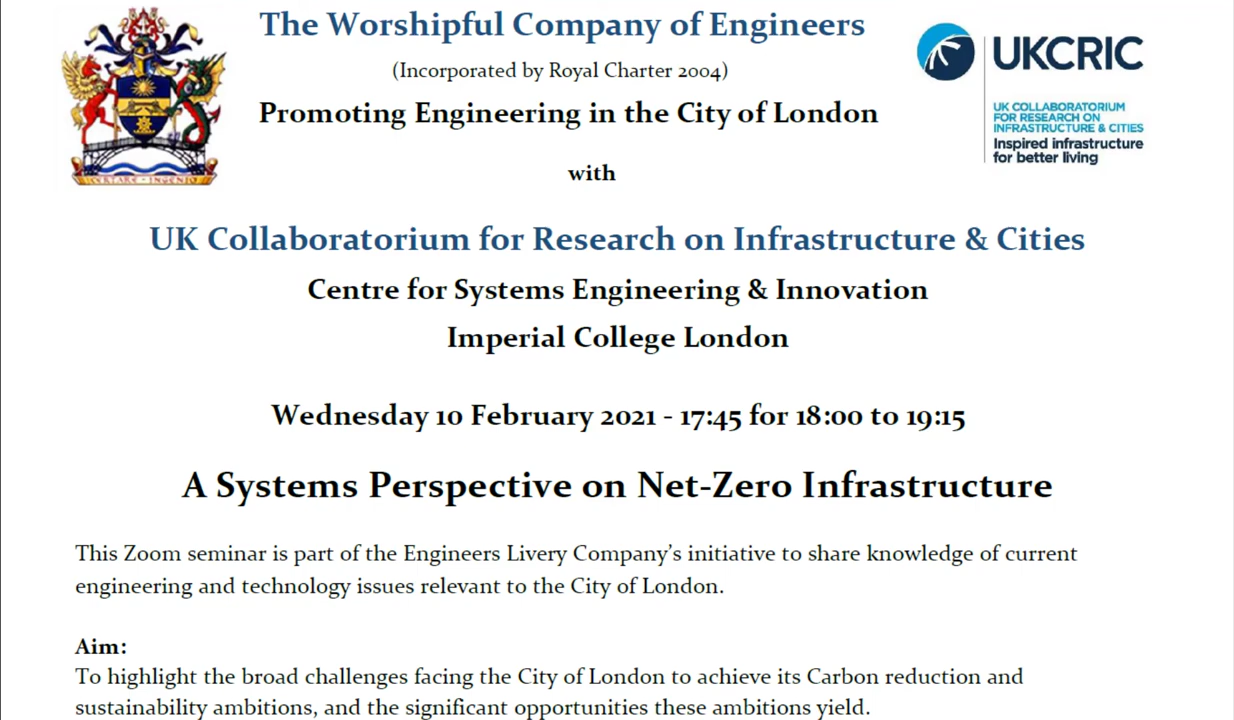 The Worshipful Company of Engineers
(Incorporated by Royal Charter 2004)
Promoting Engineering in the City of London
with
UKCRIC
UK COLLABORATORIUM
FOR RESEARCH ON
INFRASTRUCTURE & CITIES
Inspired infrastructure
for better living
CERTARE INGENIO
UK Collaboratorium for Research on Infrastructure & Cities
Centre for Systems Engineering & Innovation
Imperial College London
Wednesday 10 February 2021 - 17:45 for 18:00 to 19:15
A Systems Perspective on Net-Zero Infrastructure
This Zoom seminar is part of the Engineers Livery Company's initiative to share knowledge of current
engineering and technology issues relevant to the City of London.
Aim:
To highlight the broad challenges facing the City of London to achieve its Carbon reduction and
sustainability ambitions, and the significant opportunities these ambitions yield.